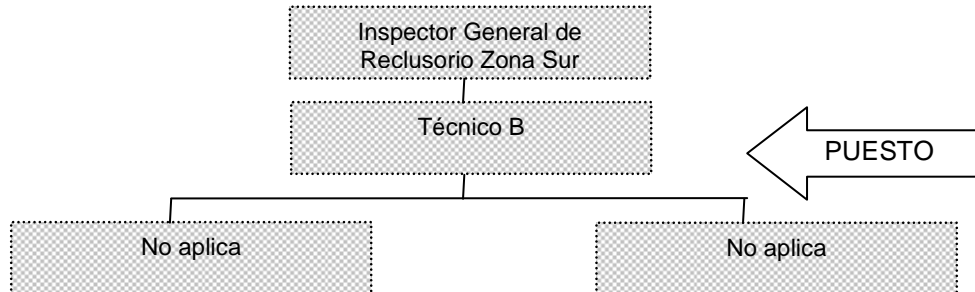 Inspector General de
Reclusorio Zona Sur
Técnico B
PUESTO
No aplica
No aplica